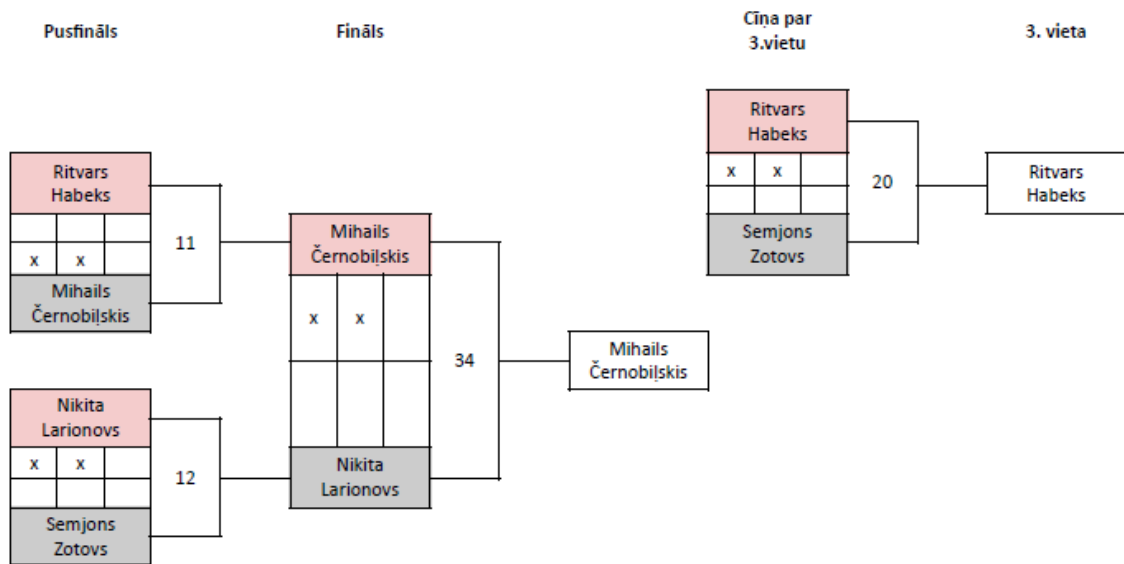 Pusfināls
Fināls
Cīņa par
3.vietu
3. vieta
Ritvars
Habeks
x x
11
Mihails
Černobiļskis
Nikita
Larionovs
x x
12
Semjons
Zotovs
Mihails
Černobiļskis
x x
34
Nikita
Larionovs
Mihails
Černobiļskis
Ritvars
Habeks
x x
20
Semjons
Zotovs
Ritvars
Habeks